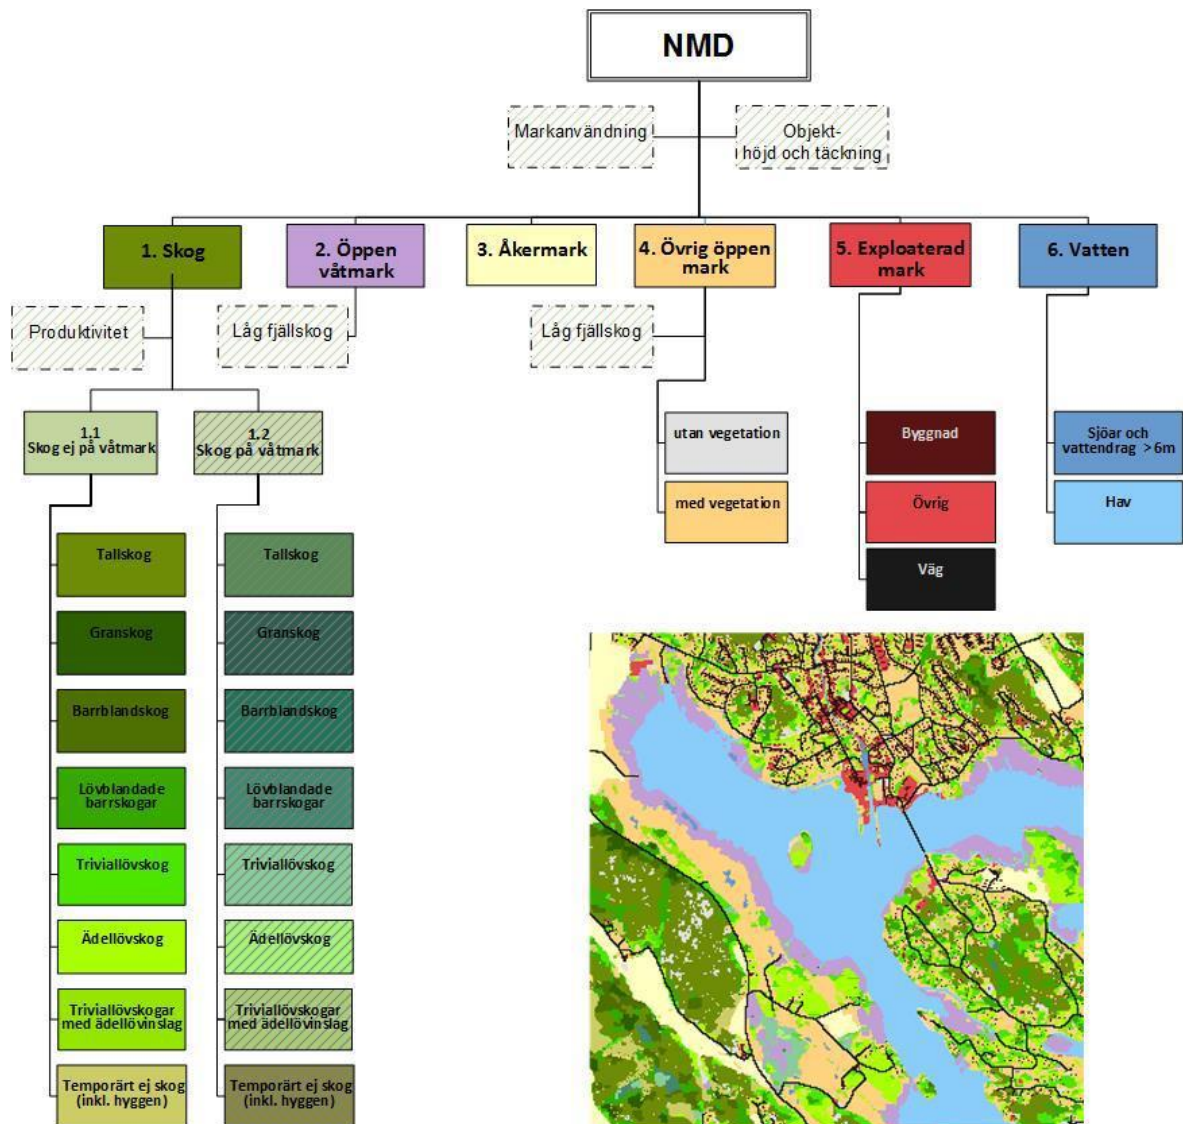 NMD
Markanvändning
Objekt-
höjd och täckning
1. Skog
2. Öppen
våtmark
3. Åkermark
4. Övrig öppen
mark
5. Exploaterad
mark
6. Vatten
Produktivitet
Låg fjällskog
Låg fjällskog
1.1
Skog ej på våtmark
1.2
Skog på våtmark
utan vegetation
med vegetation
Byggnad
Övrig
Väg
Sjöar och
vattendrag >6m
Hav
Tallskog
Granskog
Barrblandskog
Lövblandade
barrskogar
Triviallövskog
Ädellövskog
Triviallövskogar
med ädellövinslag
Temporärt ej skog
(inkl. hyggen)
Tallskog
Granskog
Barrblandskog
Lövblandade
barrskogar
Triviallövskog
Ädellövskog
Triviallövskogar
med ädellövinslag
Temporärt ej skog
(inkl. hyggen)